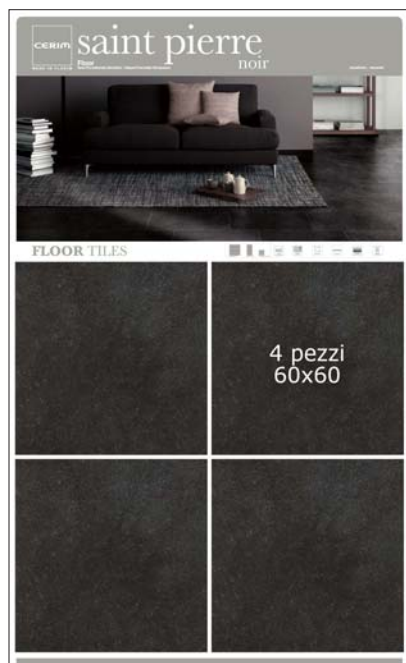 CERIM
saint pierre
noir
Floor
FLOOR TILES
4 pezzi
60x60